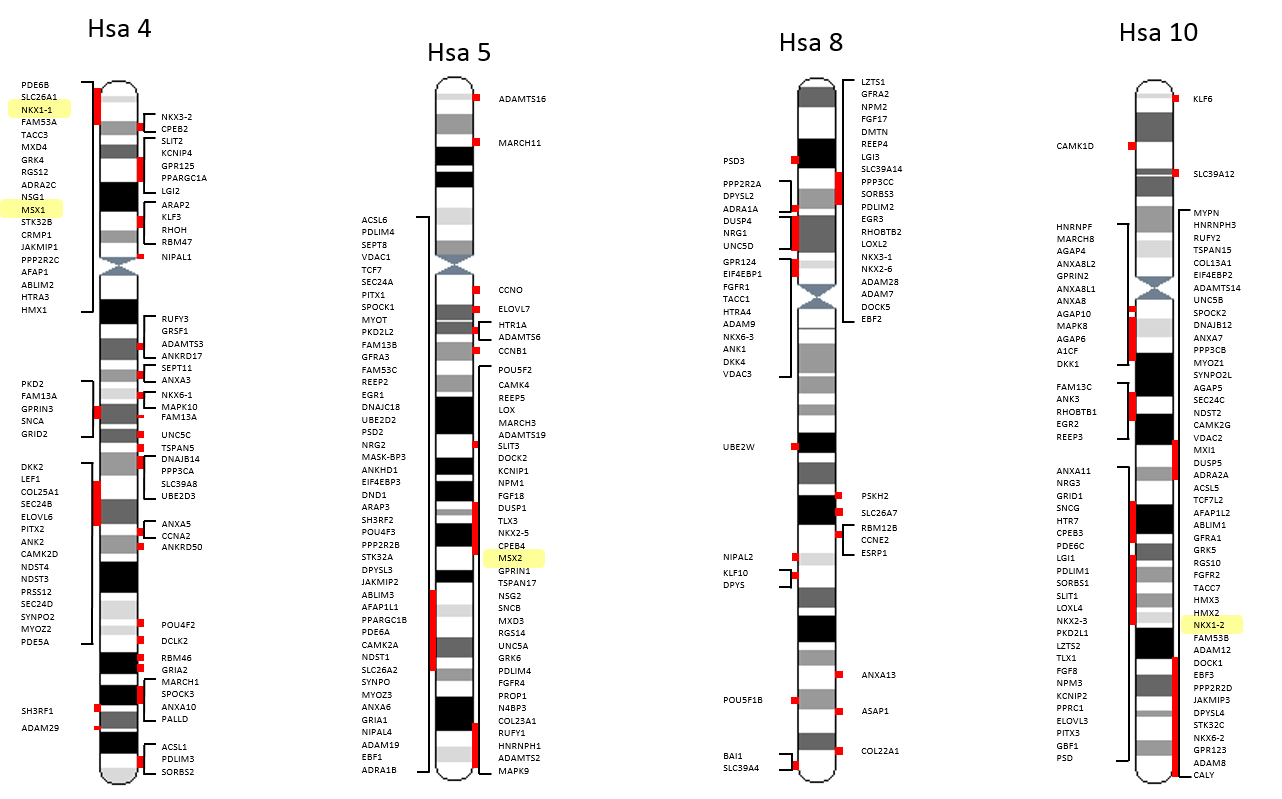 Hsa 4
PDE6B
SLC26A1
NKX1-1
FAM53A
TACC3
MXD4
GRK4
RGS12
ADRA2C
NSG1
MSX1
STK32B
CRMP1
JAKMIP1
PPP2R2C
AFAP1
ABLIM2
HTRA3
HMX1
PKD2
FAM13A
GPRIN3
SNCA
GRID2
DKK2
LEF1
COL25A1
SEC24B
ELOVL6
PITX2
ANK2
CAMK2D
NDST4
NDST3
PRSS12
SEC24D
SYNPO2
MYOZ2
PDE5A
SH3RF1
ADAM29
NKX3-2
CPEB2
SLIT2
KCNIP4
GPR125
PPARGC1A
LGI2
ARAP2
KLF3
RHOH
RBM47
NIPAL1
RUFY3
GRSF1
ADAMTS3
ANKRD17
SEPT11
ANXA3
NKX6-1
MAPK10
FAM13A
UNC5C
TSPAN5
DNAJB14
PPP3CA
SLC39A8
UBE2D3
ANXA5
CCNA2
ANKRD50
POU4F2
DCLK2
RBM46
GRIA2
MARCH1
SPOCK3
ANXA10
PALLD
ACSL1
PDLIM3
SORBS2
Hsa 5
ACSL6
PDLIM4
SEPT8
VDAC1
TCF7
SEC24A
PITX1
SPOCK1
MYOT
PKD2L2
FAM13B
GFRA3
FAM53C
REEP2
EGR1
DNAJC18
UBE2D2
PSD2
NRG2
MASK-BP3
ANKHD1
EIF4EBP3
DND1
ARAP3
SH3RF2
POU4F3
PPP2R2B
STK32A
DPYSL3
JAKMIP2
ABLIM3
AFAP1L1
PPARGC1B
PDE6A
CAMK2A
NDST1
SLC26A2
SYNPO
MYOZ3
ANXA6
GRIA1
NIPAL4
ADAM19
EBF1
ADRA1B
ADAMTS16
MARCH11
CCNO
ELOVL7
HTR1A
ADAMTS6
CCNB1
POU5F2
CAMK4
REEP5
LOX
MARCH3
ADAMTS19
SLIT3
DOCK2
KCNIP1
NPM1
FGF18
DUSP1
TLX3
NKX2-5
CPEB4
MSX2
GPRIN1
TSPAN17
NSG2
SNCB
MXD3
RGS14
UNC5A
GRK6
PDLIM4
FGFR4
PROP1
N4BP3
COL23A1
RUFY1
HNRNPH1
ADAMTS2
MAPK9
Hsa 8
PSD3
PPP2R2A
DPYSL2
ADRA1A
DUSP4
NRG1
UNC5D
GPR124
EIF4EBP1
FGFR1
TACC1
HTRA4
ADAM9
NKX6-3
ANK1
DKK4
VDAC3
UBE2W
NIPAL2
KLF10
DPYS
POU5F1B
BAI1
SLC39A4
LZTS1
GFRA2
NPM2
FGF17
DMTN
REEP4
LGI3
SLC39A14
PPP3CC
SORBS3
PDLIM2
EGR3
RHOBTB2
LOXL2
NKX3-1
NKX2-6
ADAM28
ADAM7
DOCK5
EBF2
PSKH2
SLC26A7
RBM12B
CCNE2
ESRP1
ANXA13
ASAP1
COL22A1
Hsa 10
CAMK1D
HNRNPF
MARCH8
AGAP4
ANXA8L2
GPRIN2
ANXA8L1
ANXA8
AGAP10
MAPK8
AGAP6
A1CF
DKK1
FAM13C
ANK3
RHOBTB1
EGR2
REEP3
ANXA11
NRG3
GRID1
SNCG
HTR7
CPEB3
PDE6C
LGI1
PDLIM1
SORBS1
SLIT1
LOXL4
NKX2-3
PKD2L1
LZTS2
TLX1
FGF8
NPM3
KCNIP2
PPRC1
ELOVL3
PITX3
GBF1
PSD
KLF6
SLC39A12
MYPN
HNRNPH3
RUFY2
TSPAN15
COL13A1
EIF4EBP2
ADAMTS14
UNC5B
SPOCK2
DNAJB12
ANXA7
PPP3CB
MYOZ1
SYNPO2L
AGAP5
SEC24C
NDST2
CAMK2G
VDAC2
MXI1
DUSP5
ADRA2A
ACSL5
TCF7L2
AFAP1L2
ABLIM1
GFRA1
GRK5
RGS10
FGFR2
TACC7
HMX3
HMX2
NKX1-2
FAM53B
ADAM12
DOCK1
EBF3
PPP2R2D
JAKMIP3
DPYSL4
STK32C
NKX6-2
GPR123
ADAM8
CALY